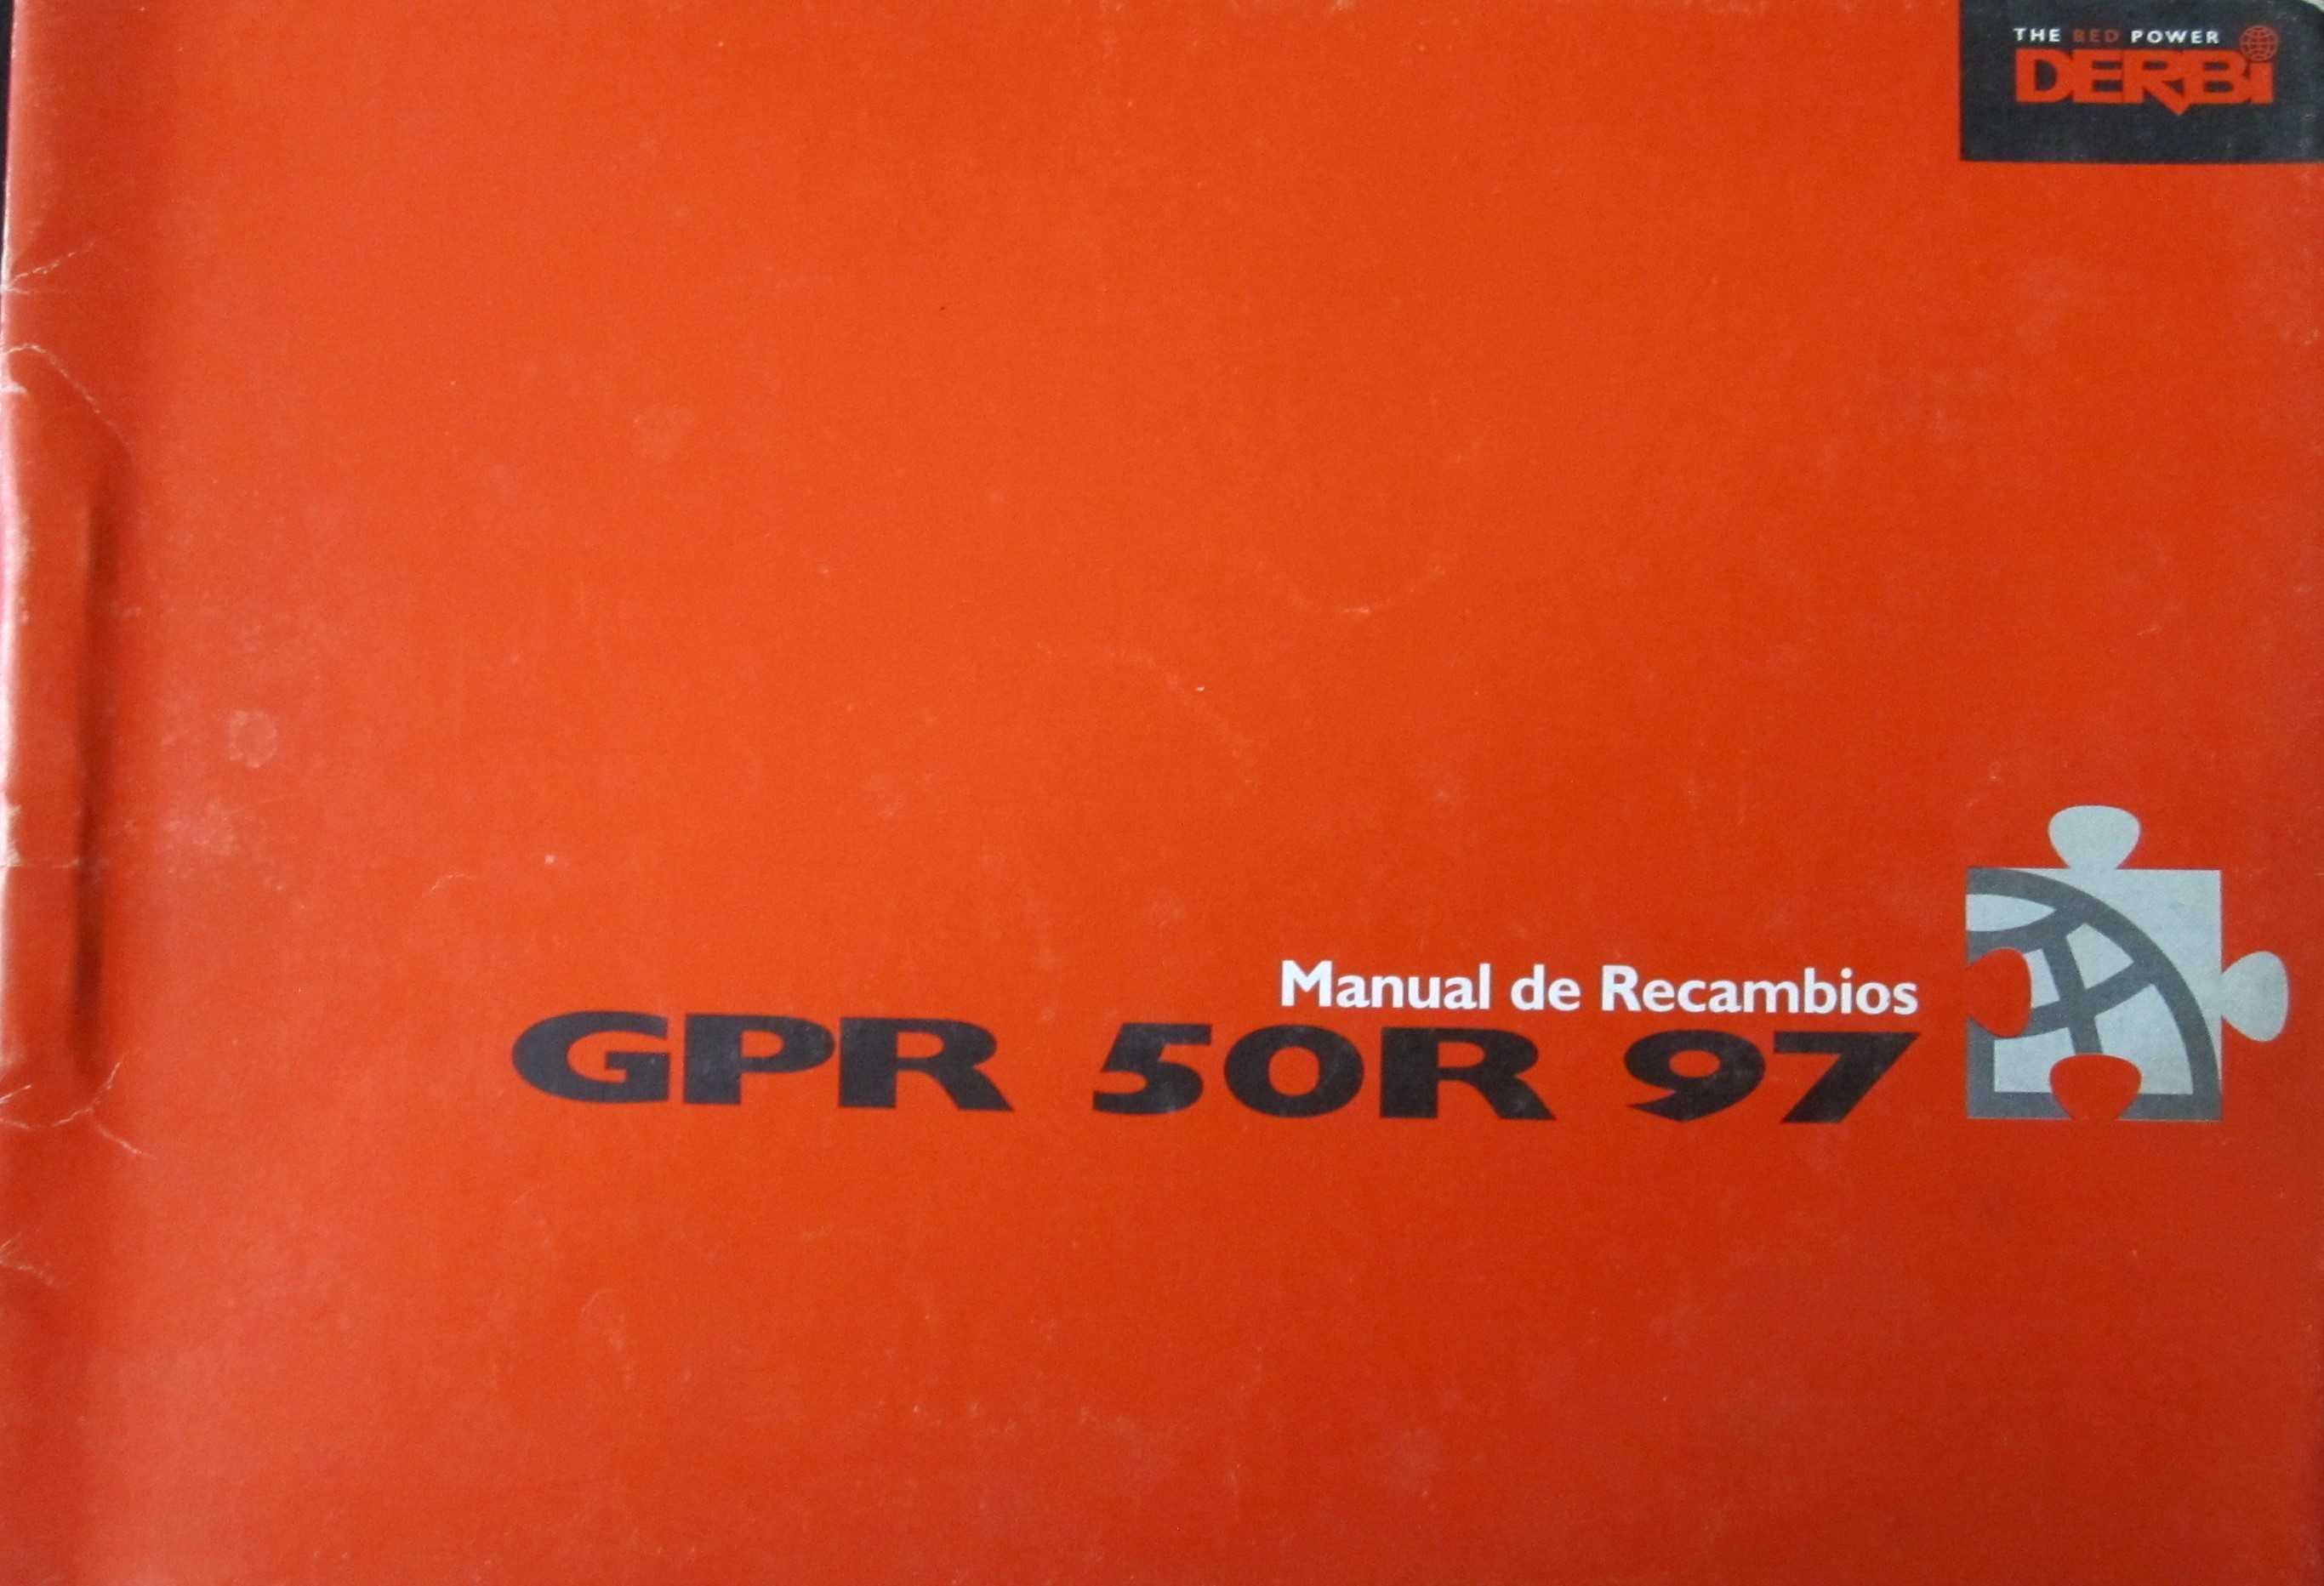 THE RED POWER
DERBi
Manual de Recambios
GPR 50R 97